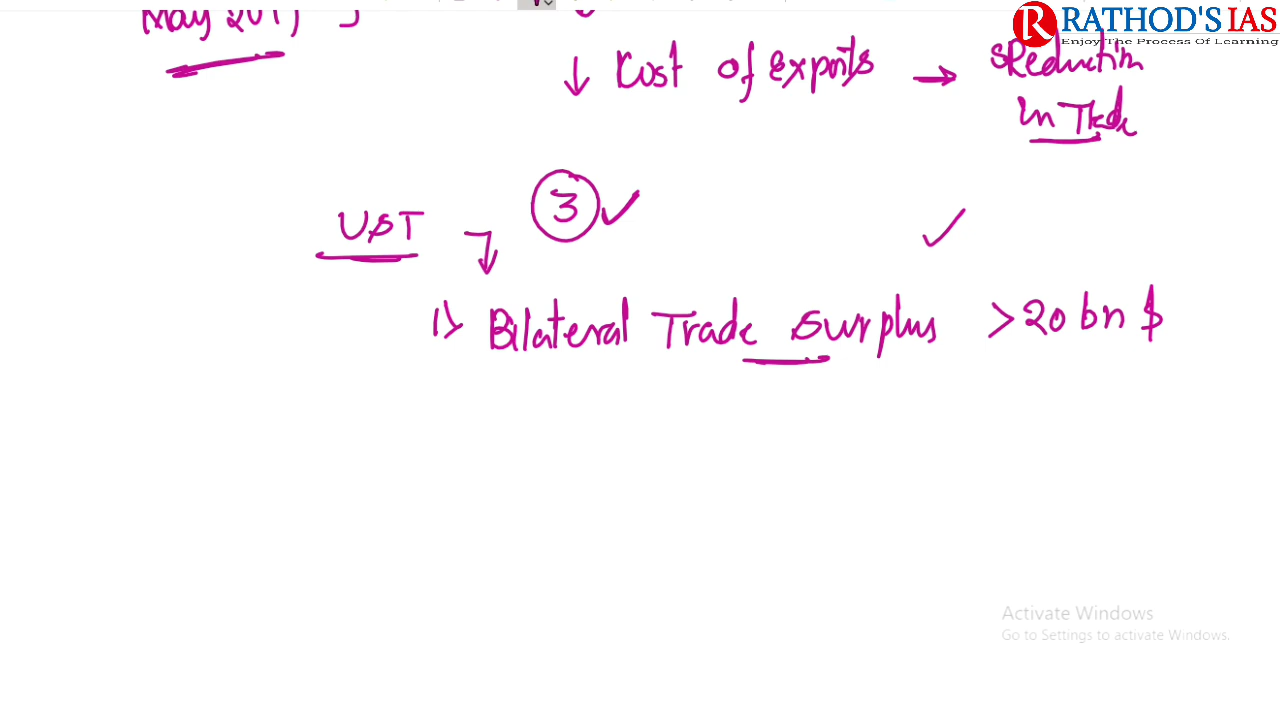 RATHOD'S IAS
Enjoy The Process Of Learning
May 2019
↓ Cost of exports → Reduction
in Trade
3 ✓
UST
1> Bilateral Trade Surplus > 20 bn $
Activate Windows
Go to Settings to activate Windows.